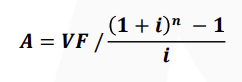 A = VF / (1 + i)ⁿ − 1
i